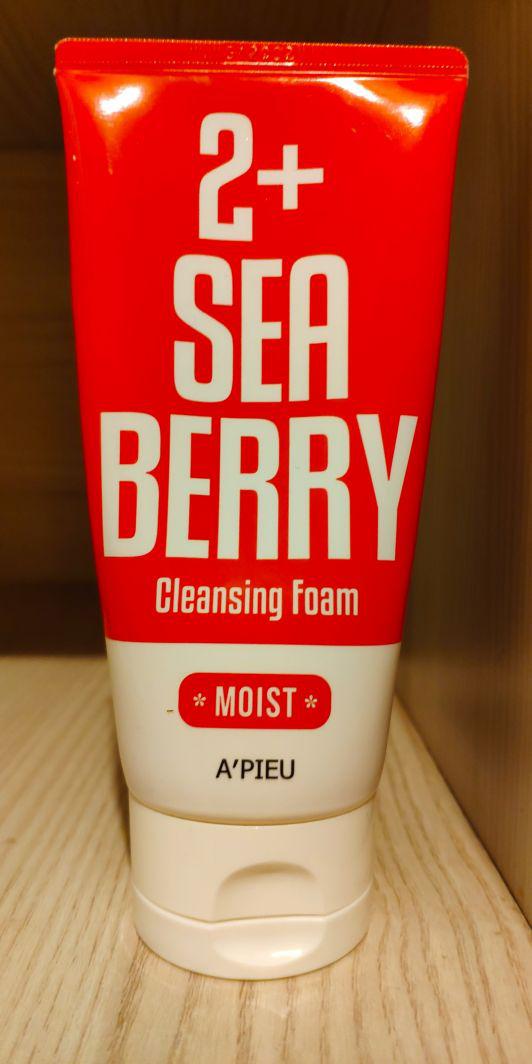 2+
SEA
BERRY
Cleansing Foam
* MOIST *
A'PIEU